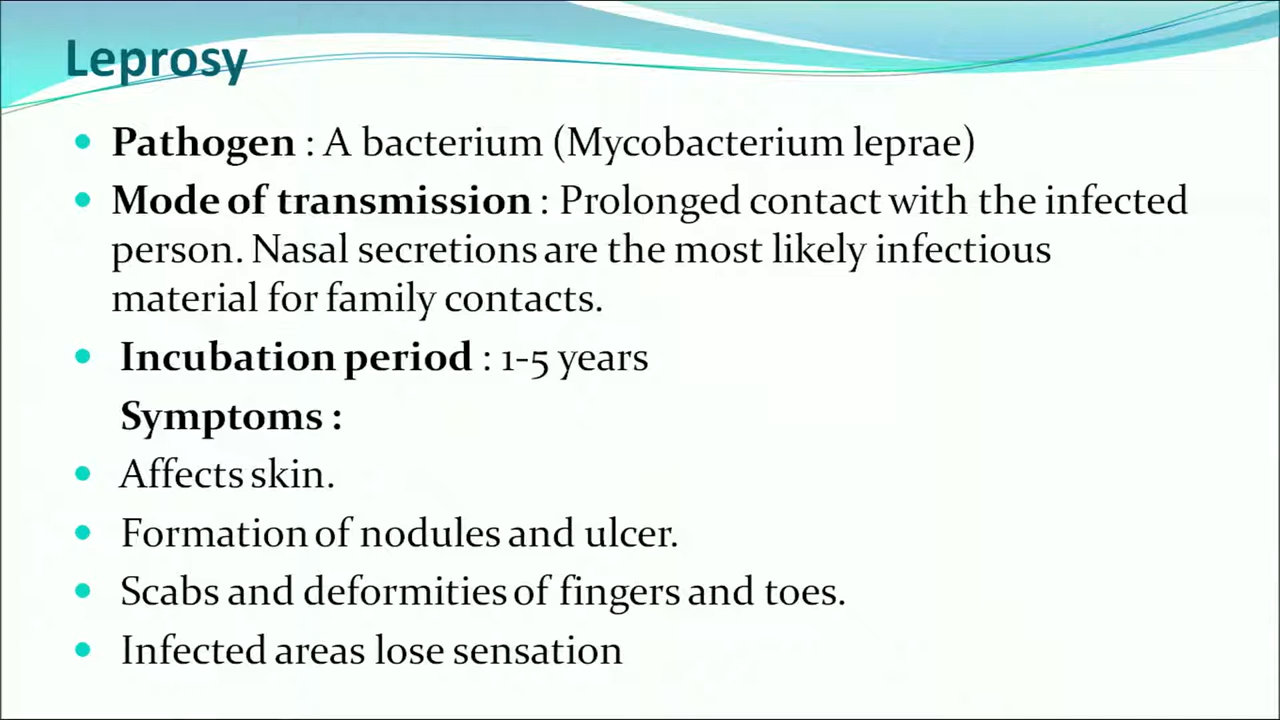 Leprosy
Pathogen : A bacterium (Mycobacterium leprae)
Mode of transmission : Prolonged contact with the infected
person. Nasal secretions are the most likely infectious
material for family contacts.
Incubation period : 1-5 years
Symptoms :
Affects skin.
Formation of nodules and ulcer.
Scabs and deformities of fingers and toes.
Infected areas lose sensation